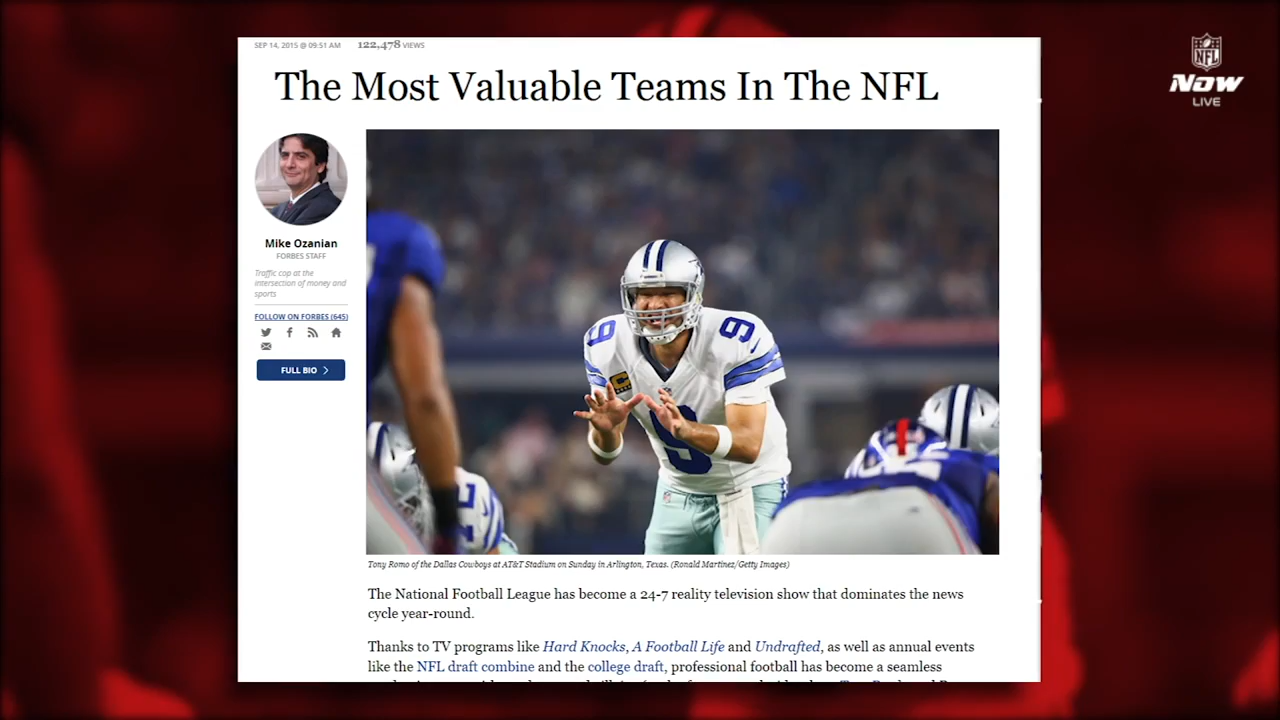 SEP 14, 2015 @ 09:51 AM 122,478 VIEWS
The Most Valuable Teams In The NFL
NFL
NOW
LIVE
Mike Ozanian
FORBES STAFF
Traffic cop at the
intersection of money and
sports
FOLLOW ON FORBES (645)
FULL BIO
9
9
9
Tony Romo of the Dallas Cowboys at AT&T Stadium on Sunday in Arlington, Texas. (Ronald Martinez/Getty Images)
The National Football League has become a 24-7 reality television show that dominates the news
cycle year-round.
Thanks to TV programs like Hard Knocks, A Football Life and Undrafted, as well as annual events
like the NFL draft combine and the college draft, professional football has become a seamless